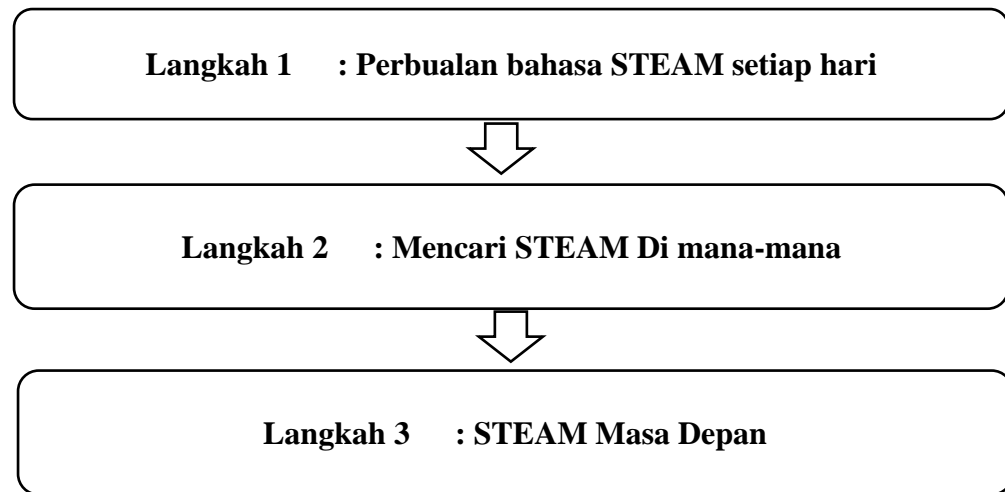 Langkah 1 : Perbualan bahasa STEAM setiap hari
Langkah 2 : Mencari STEAM Di mana-mana
Langkah 3 : STEAM Masa Depan